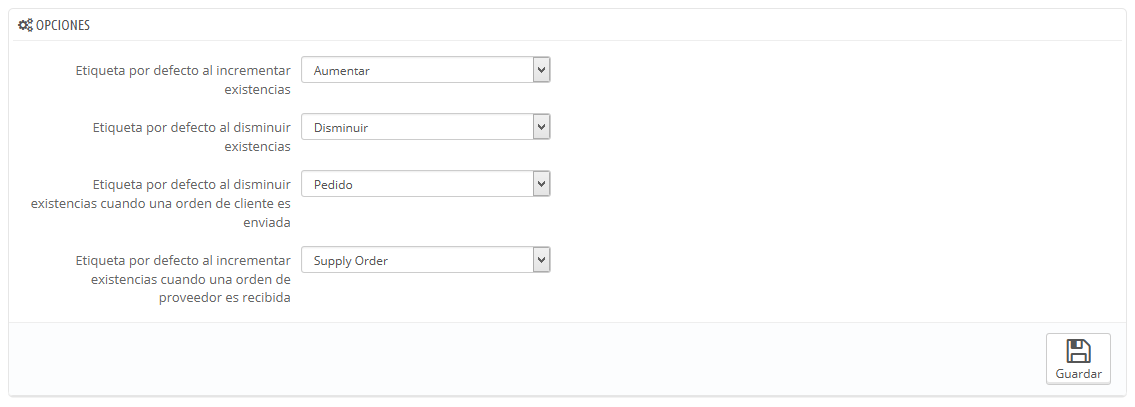 OPCIONES
Etiqueta por defecto al incrementar
existencias
Aumentar
Etiqueta por defecto al disminuir
existencias
Disminuir
Etiqueta por defecto al disminuir
existencias cuando una orden de cliente es
enviada
Pedido
Etiqueta por defecto al incrementar
existencias cuando una orden de
proveedor es recibida
Supply Order
Guardar